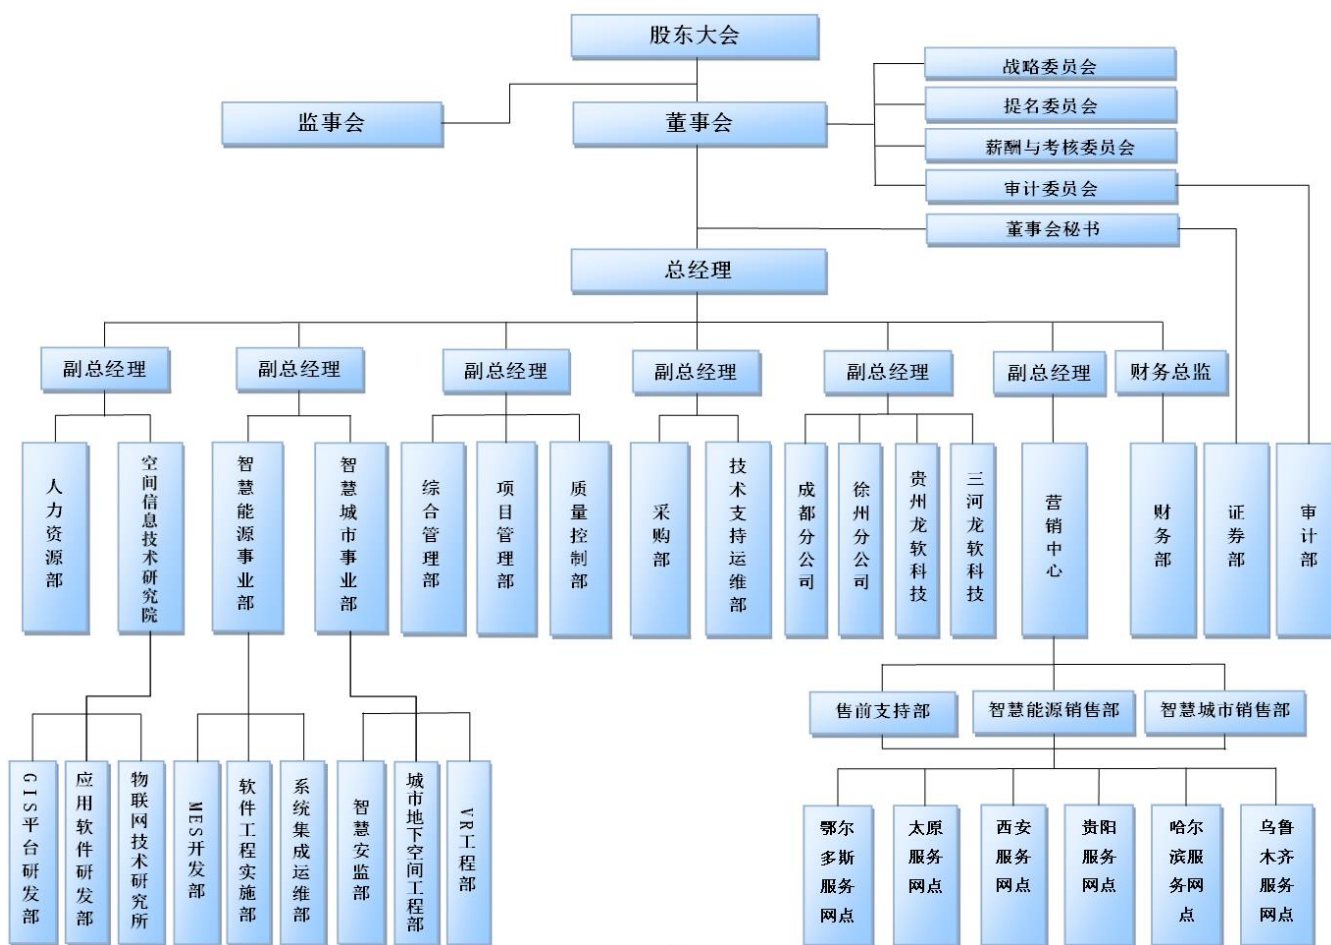 股东大会
战略委员会
监事会
董事会
提名委员会
薪酬与考核委员会
审计委员会
董事会秘书
总经理
副总经理
副总经理
副总经理
副总经理
副总经理
副总经理
财务总监
人力资源部
空间信息技术研究院
智慧能源事业部
智慧城市事业部
综合管理部
项目管理部
质量控制部
采购部
技术支持运维部
成都分公司
徐州分公司
贵州龙软科技
三河龙软科技
营销中心
财务部
证券部
审计部
售前支持部
智慧能源销售部
智慧城市销售部
GIS平台研发部
应用软件研发部
物联网技术研究所
MES开发部
软件工程实施部
系统集成运维部
智慧安监部
城市地下空间工程部
VR工程部
鄂尔
多斯
服务
网点
太原
服务
网点
西安
服务
网点
贵阳
服务
网点
哈尔
滨服
务网
点
乌鲁
木齐
服务
网点